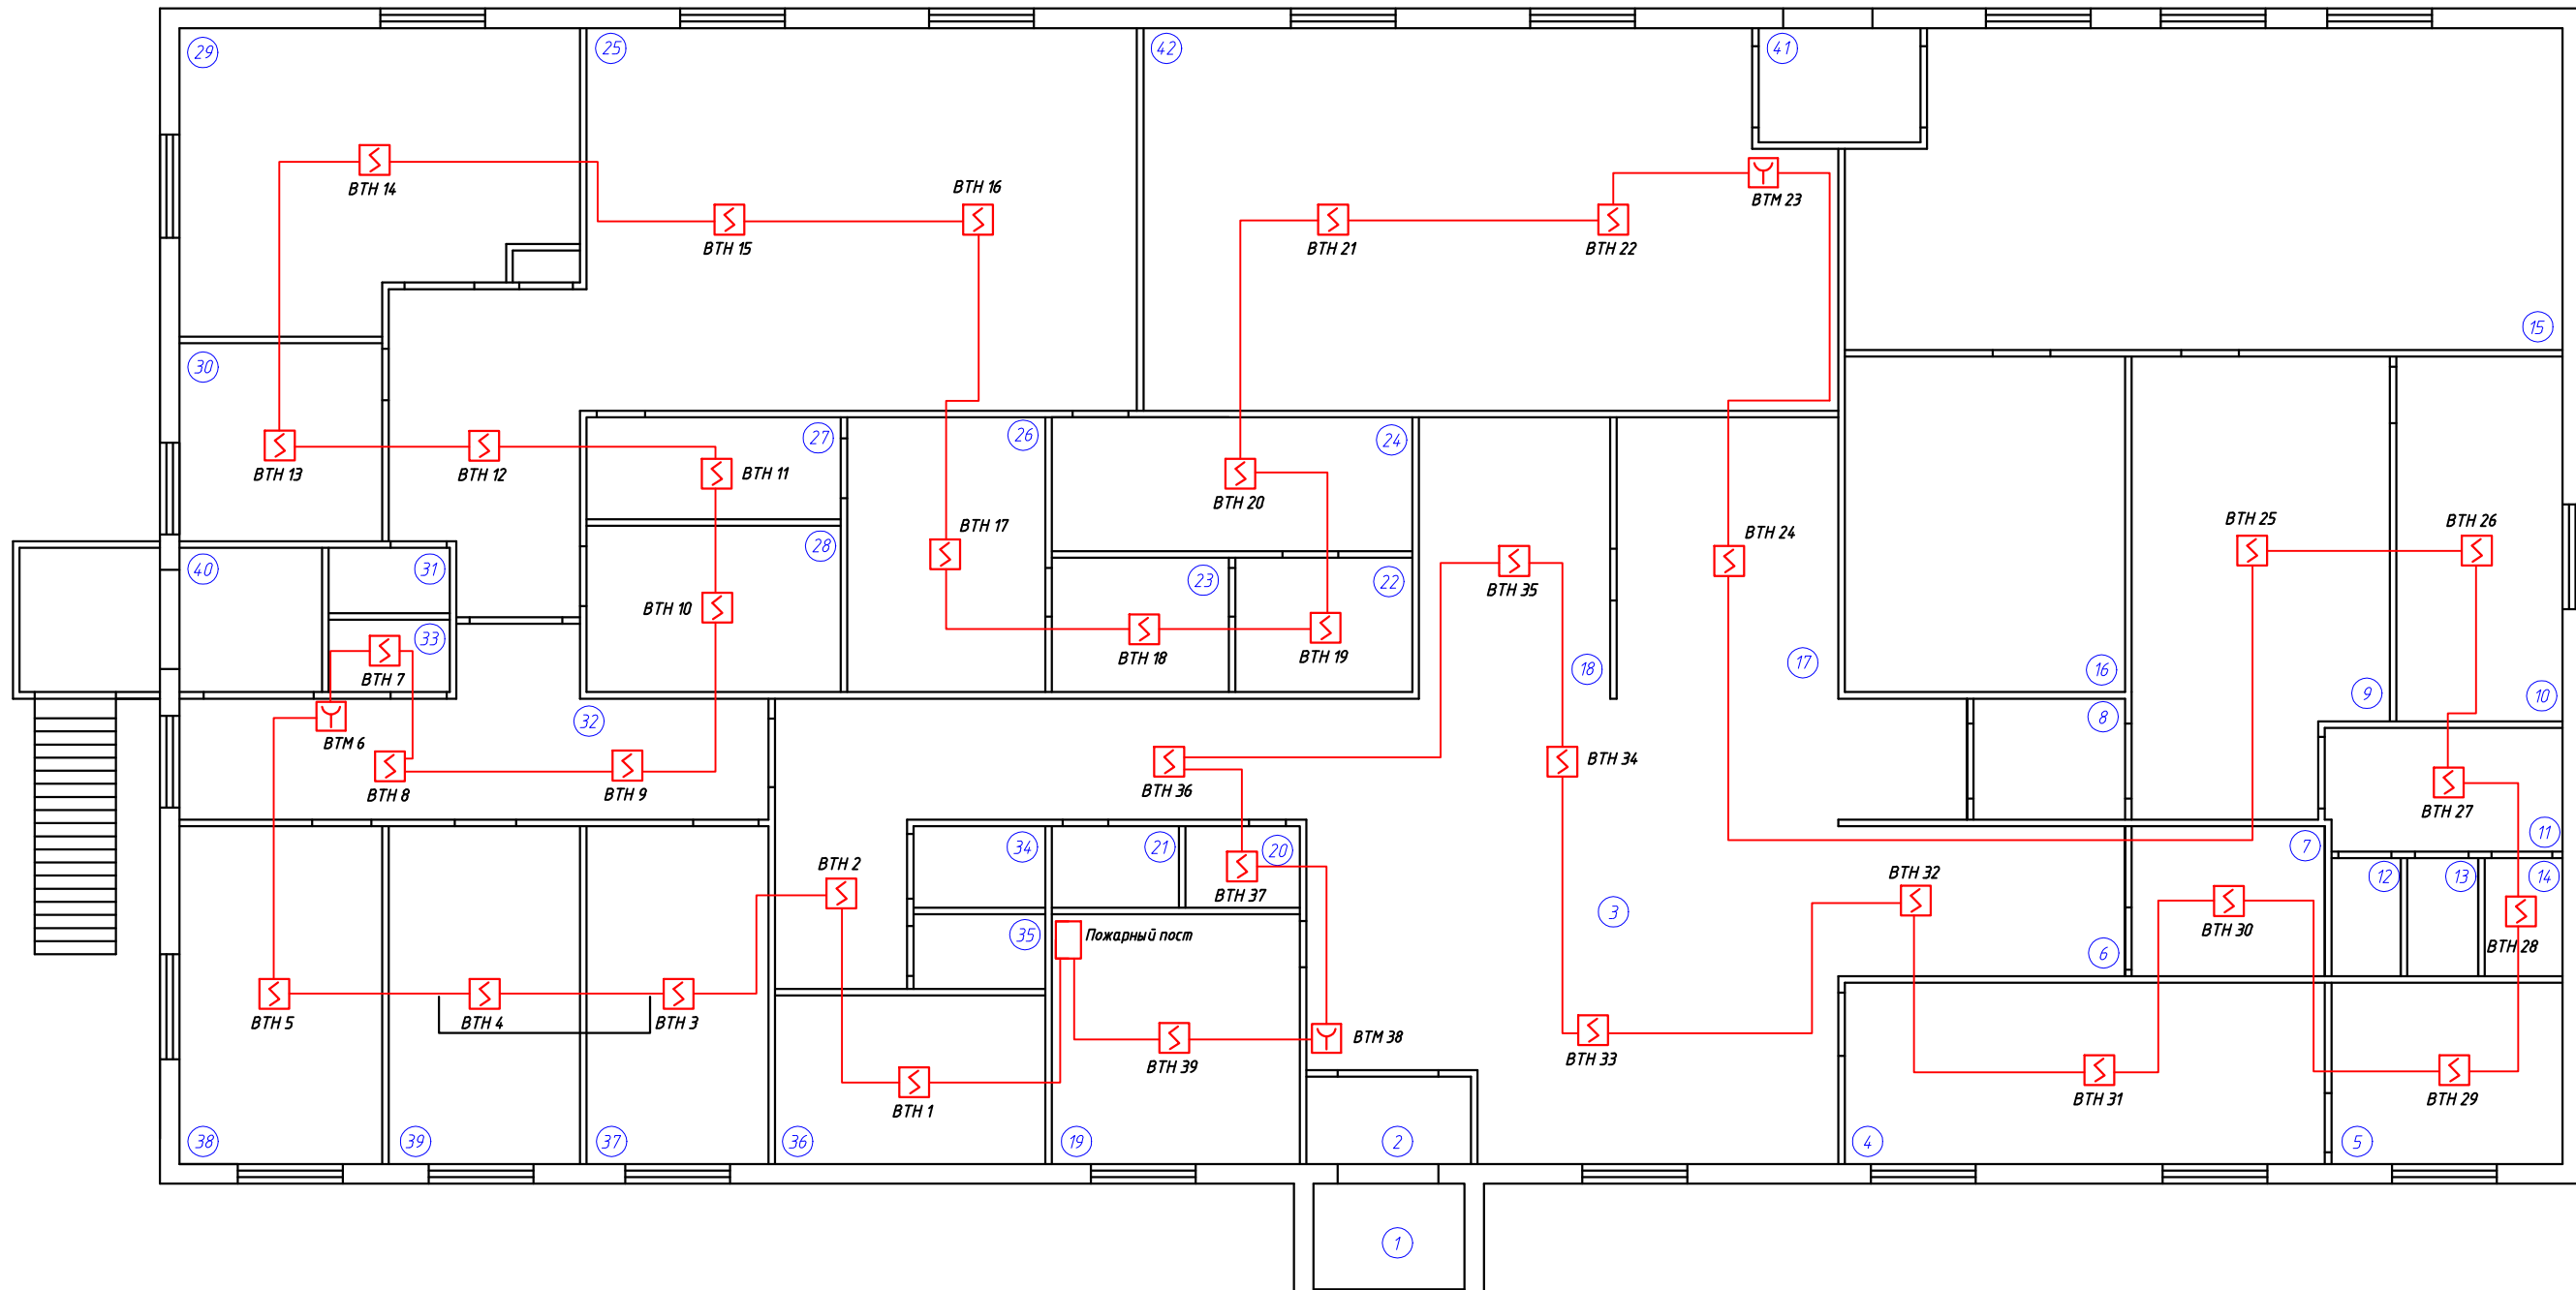 29
25
42
41
ВТН 14
ВТН 16
ВТМ 23
ВТН 15
ВТН 21
ВТН 22
15
30
27
26
24
ВТН 13
ВТН 12
ВТН 11
ВТН 20
ВТН 17
ВТН 24
ВТН 25
ВТН 26
28
40
31
23
22
ВТН 35
ВТН 10
33
ВТН 18
ВТН 19
18
17
16
9
10
ВТН 7
32
8
ВТМ 6
ВТН 34
ВТН 8
ВТН 9
ВТН 36
ВТН 27
11
34
21
20
7
ВТН 2
ВТН 37
ВТН 32
12
13
14
3
35
Пожарный пост
ВТН 30
ВТН 28
6
ВТН 5
ВТН 4
ВТН 3
ВТМ 38
ВТН 39
ВТН 33
ВТН 1
ВТН 31
ВТН 29
38
39
37
36
19
2
4
5
1